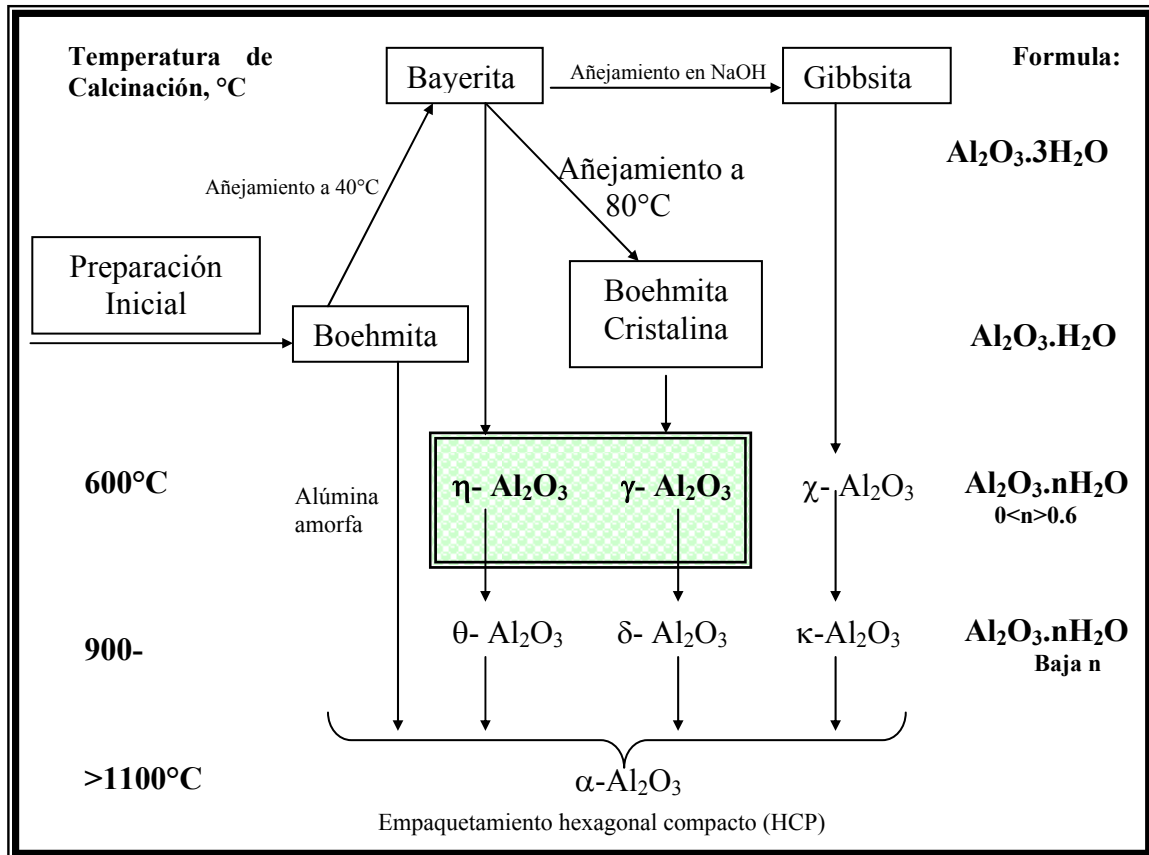 Temperatura de
Calcinación, °C
Bayerita
Añejamiento en NaOH
Gibbsita
Formula:
Al₂O₃.3H₂O
Añejamiento a 40°C
Añejamiento a
80°C
Preparación
Inicial
Boehmita
Boehmita
Cristalina
Al₂O₃.H₂O
600°C
Alúmina
amorfa
η- Al₂O₃
γ- Al₂O₃
χ- Al₂O₃
Al₂O₃.nH₂O
0<n>0.6
900-
θ- Al₂O₃
δ- Al₂O₃
κ-Al₂O₃
Al₂O₃.nH₂O
Baja n
>1100°C
α-Al₂O₃
Empaquetamiento hexagonal compacto (HCP)